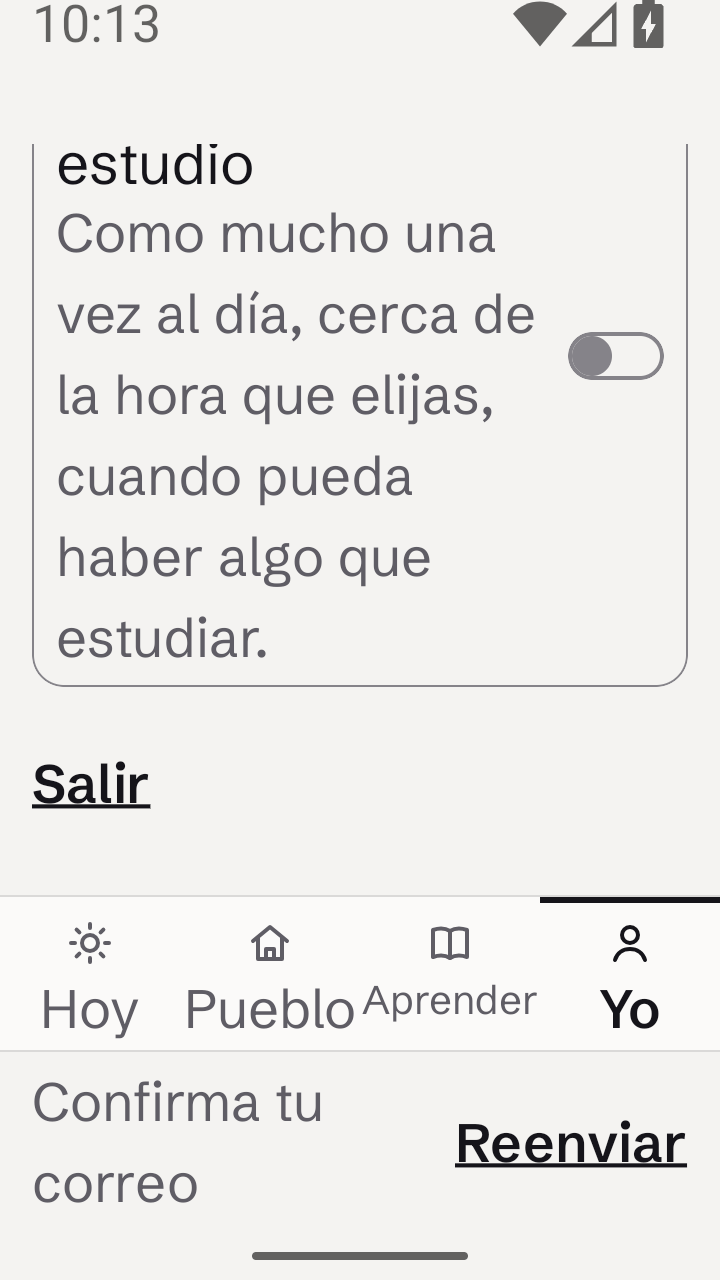 10:13
estudio
Como mucho una
vez al día, cerca de
la hora que elijas,
cuando pueda
haber algo que
estudiar.
Salir
Hoy
Pueblo
Aprender
Yo
Confirma tu
correo
Reenviar